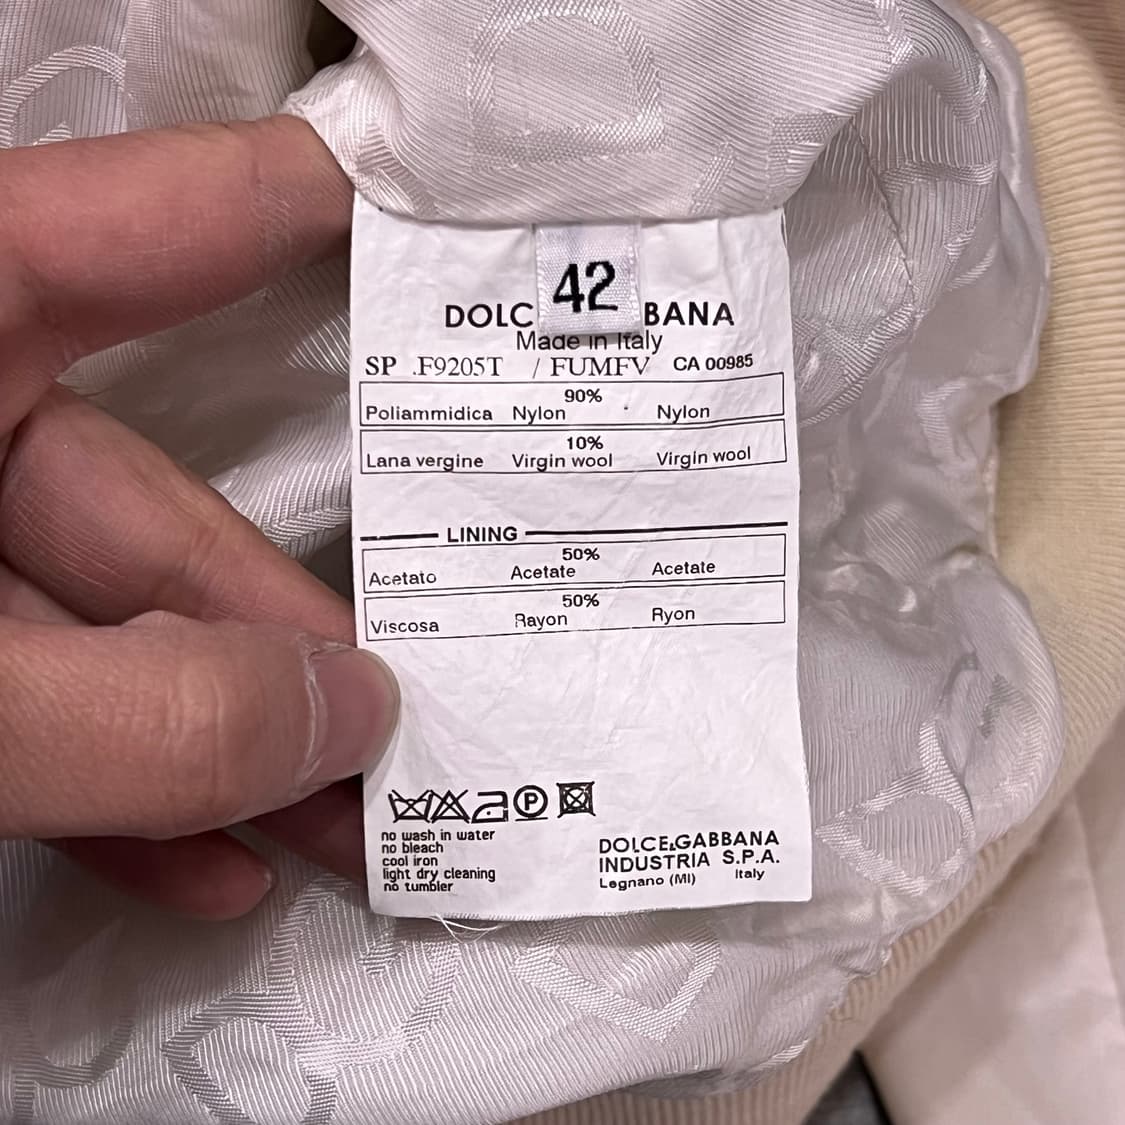 42
DOLC BANA
Made in Italy
SP .F9205T / FUMFV CA 00985
90%
Poliammidica Nylon Nylon
10%
Lana vergine Virgin wool Virgin wool
LINING
50%
Acetato Acetate Acetate
50%
Viscosa Rayon Ryon
P
no wash in water
no bleach
cool iron
light dry cleaning
no tumbler
DOLCE&GABBANA
INDUSTRIA S.P.A.
Legnano (MI) Italy